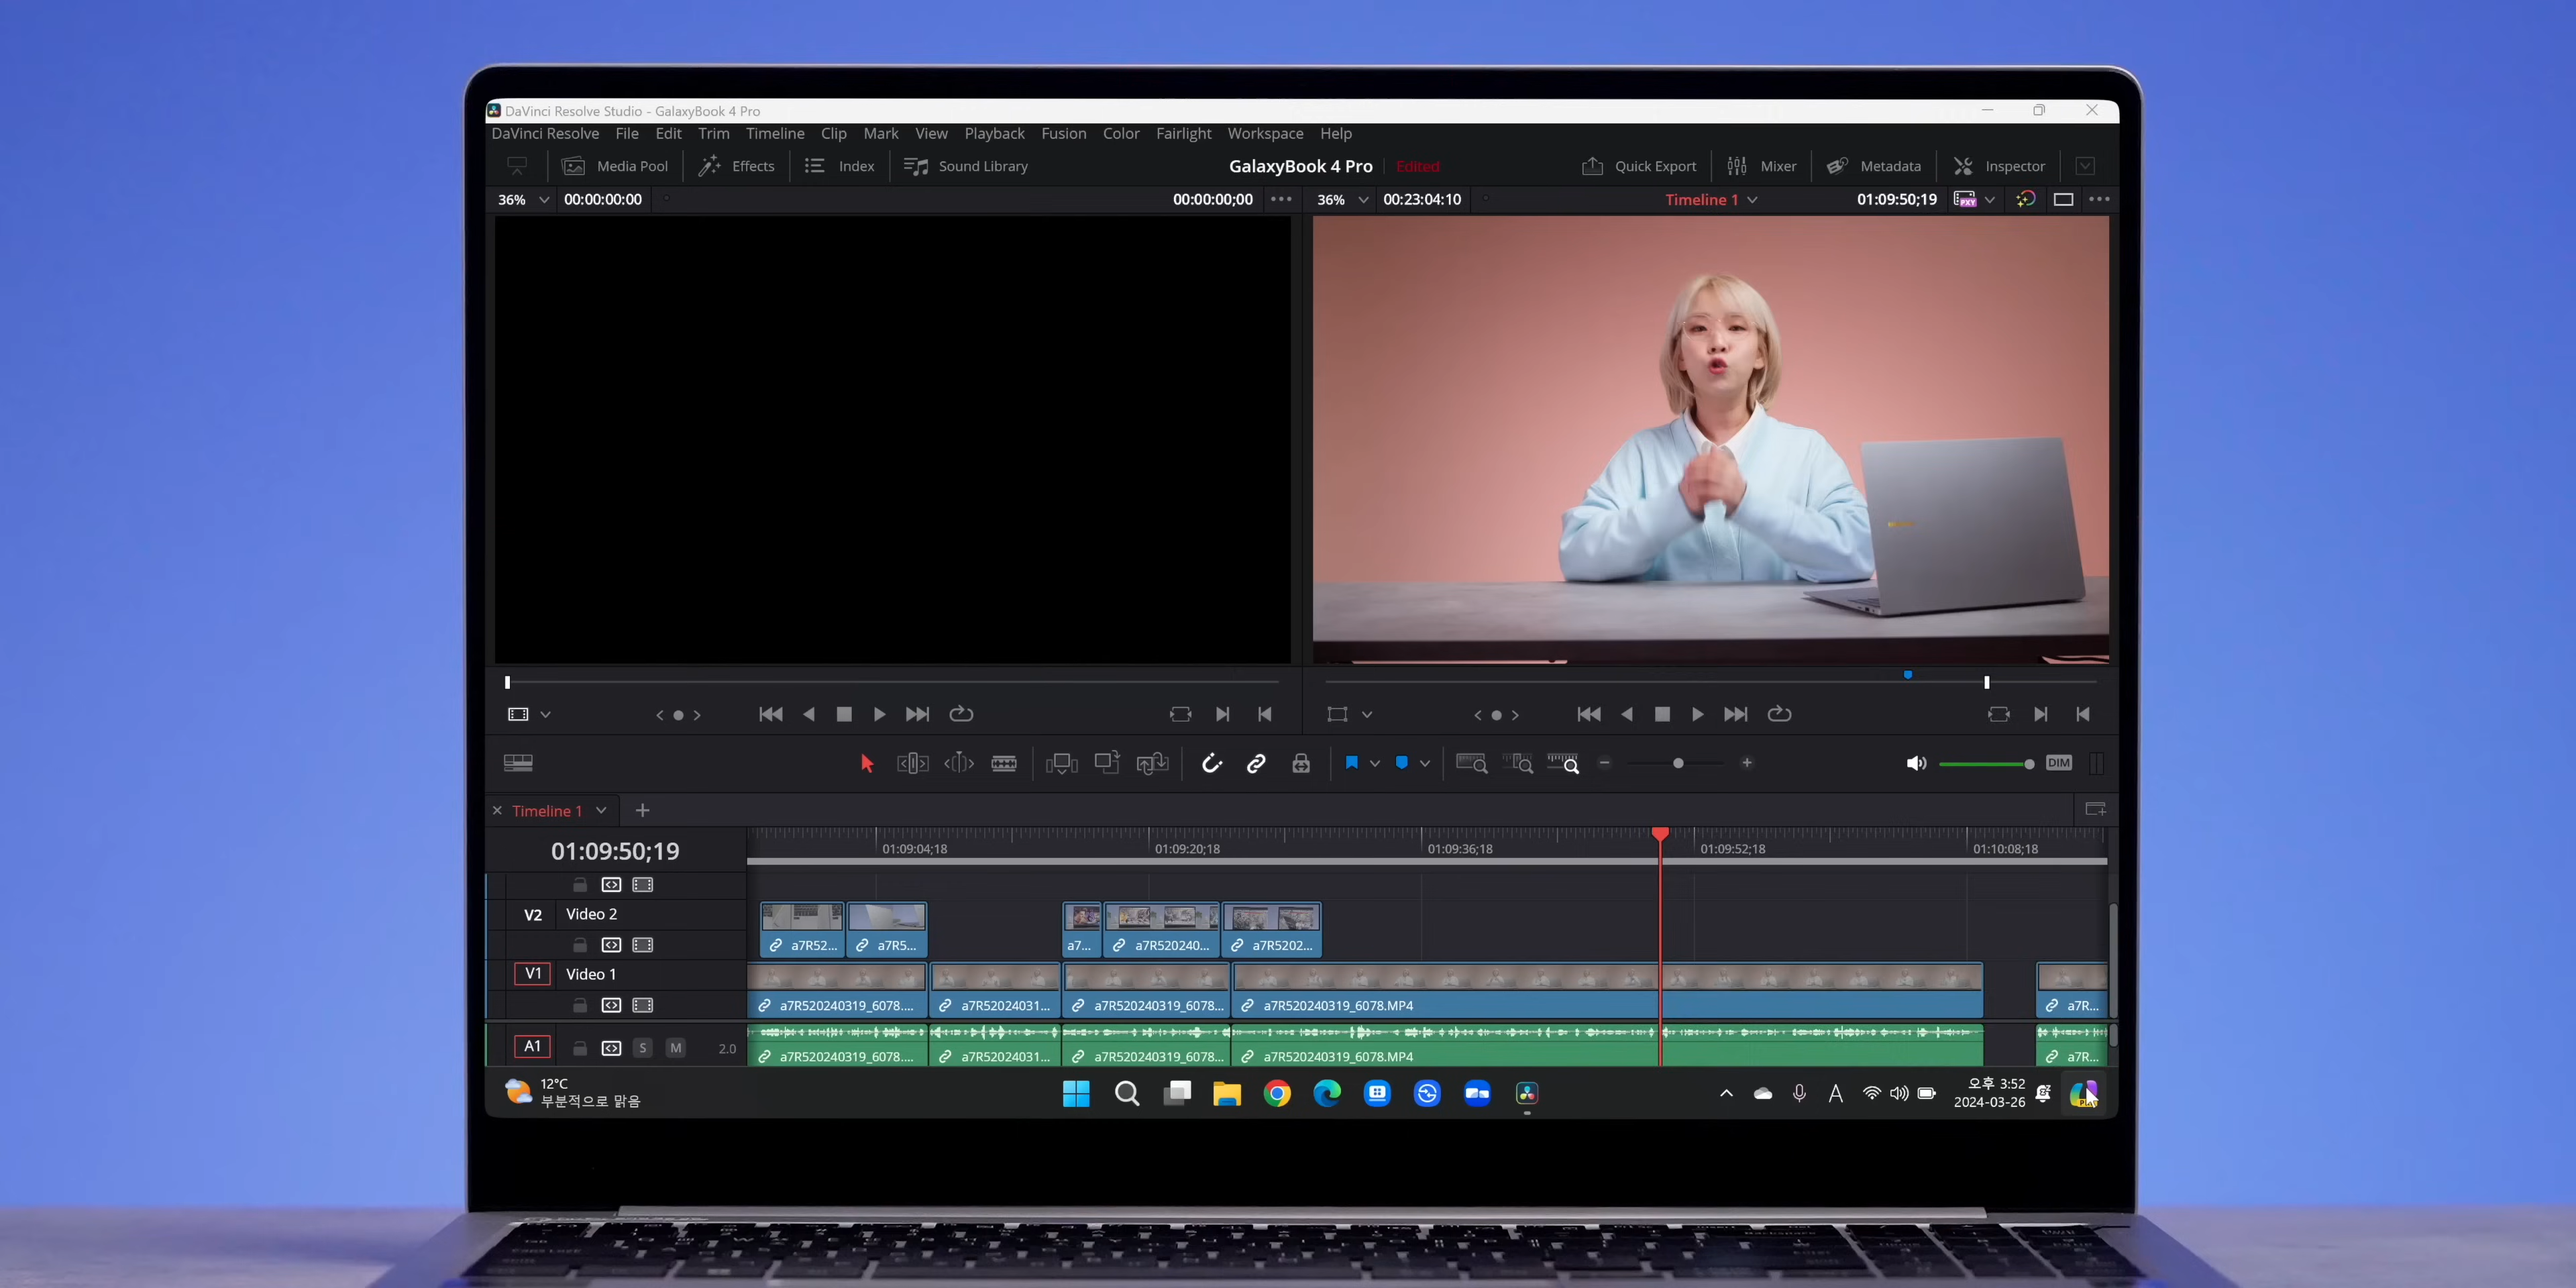 DaVinci Resolve Studio - GalaxyBook 4 Pro
DaVinci Resolve File Edit Trim Timeline Clip Mark View Playback Fusion Color Fairlight Workspace Help
Media Pool Effects Index Sound Library GalaxyBook 4 Pro Edited Quick Export Mixer Metadata Inspector
36% 00:00:00:00 00:00:00;00 36% 00:23:04:10 Timeline 1 01:09:50;19 PXY
DIM
Timeline 1
01:09:50;19 01:09:04;18 01:09:20;18 01:09:36;18 01:09:52;18 01:10:08;18
V2 Video 2
a7R52... a7R5... a7... a7R520240... a7R5202...
V1 Video 1
a7R520240319_6078.... a7R52024031... a7R520240319_6078... a7R520240319_6078.MP4 a7R...
A1 S M 2.0
a7R520240319_6078.... a7R52024031... a7R520240319_6078... a7R520240319_6078.MP4 a7R...
12°C
부분적으로 맑음
A
오후 3:52
2024-03-26